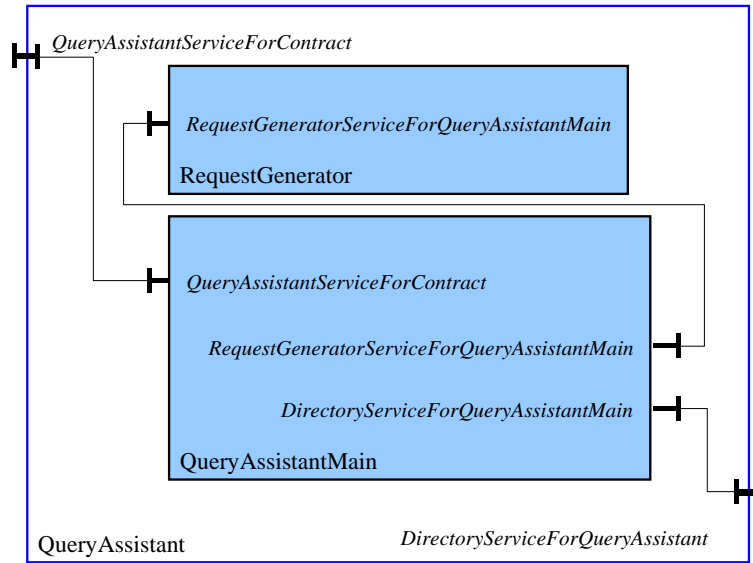 QueryAssistantServiceForContract
RequestGeneratorServiceForQueryAssistantMain
RequestGenerator
QueryAssistantServiceForContract
RequestGeneratorServiceForQueryAssistantMain
DirectoryServiceForQueryAssistantMain
QueryAssistantMain
DirectoryServiceForQueryAssistant
QueryAssistant